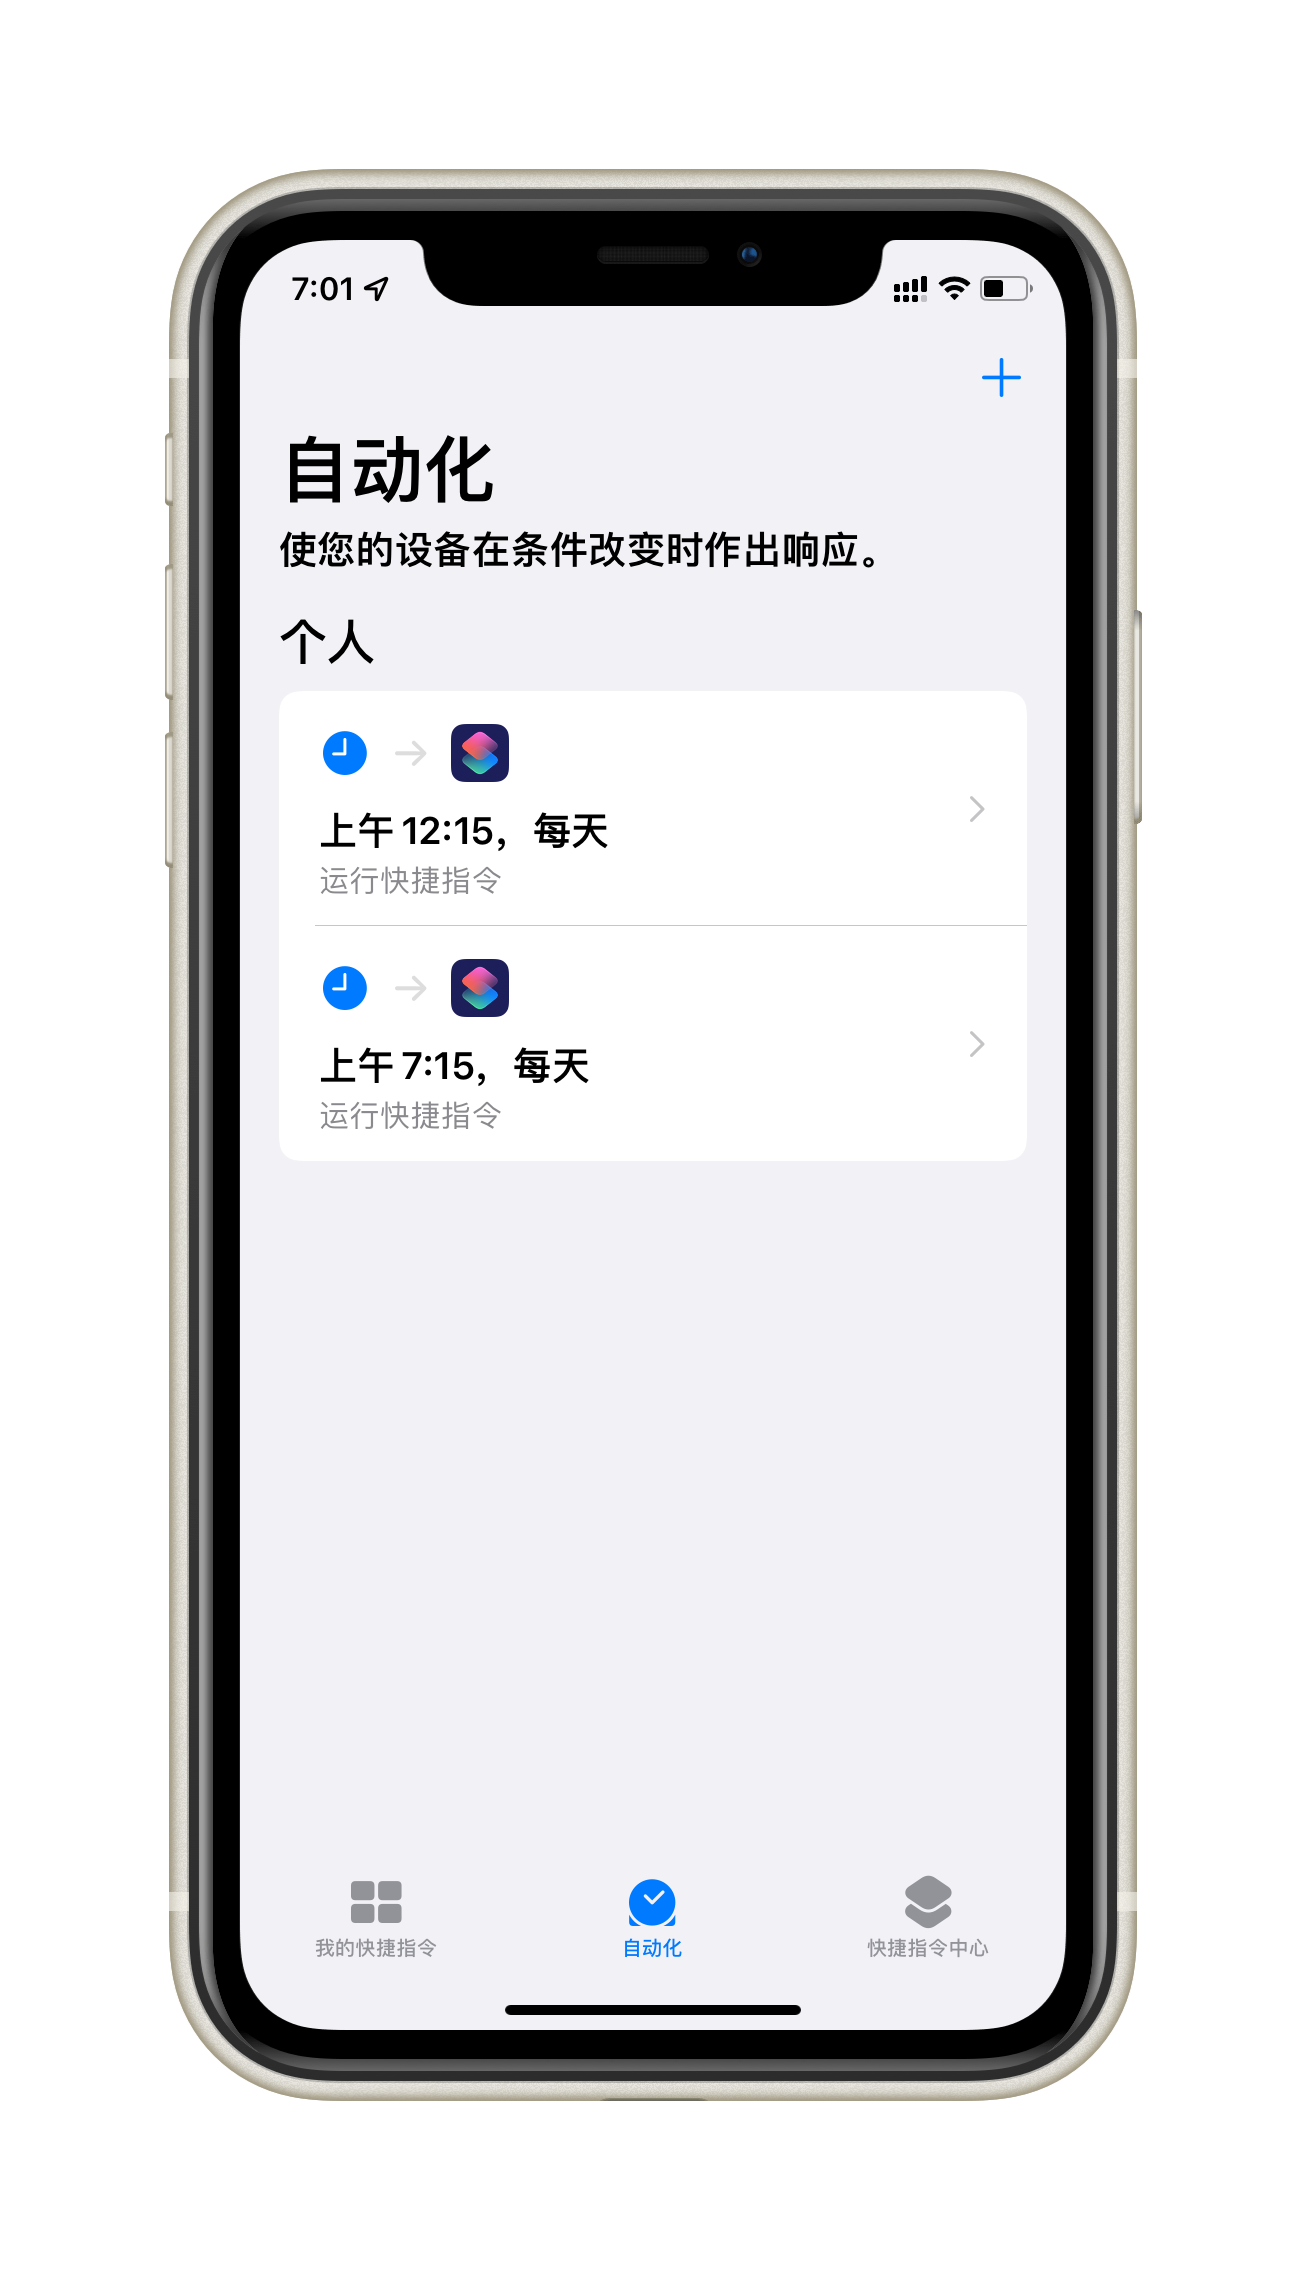 7:01
自动化
使您的设备在条件改变时作出响应。
个人
上午 12:15，每天
运行快捷指令
上午 7:15，每天
运行快捷指令
我的快捷指令
自动化
快捷指令中心